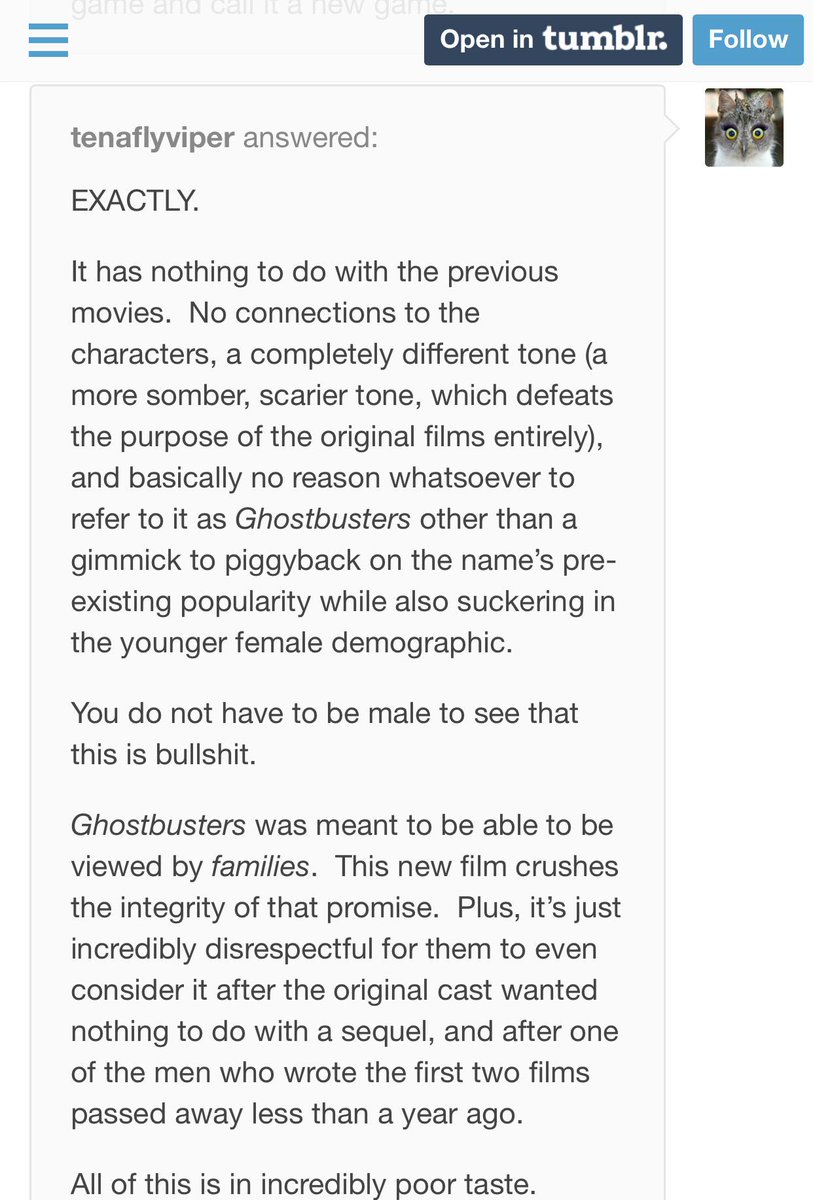 game and call it a new game.
Open in tumblr.
Follow
tenaflyviper answered:
EXACTLY.
It has nothing to do with the previous
movies.  No connections to the
characters, a completely different tone (a
more somber, scarier tone, which defeats
the purpose of the original films entirely),
and basically no reason whatsoever to
refer to it as Ghostbusters other than a
gimmick to piggyback on the name’s pre-
existing popularity while also suckering in
the younger female demographic.
You do not have to be male to see that
this is bullshit.
Ghostbusters was meant to be able to be
viewed by families.  This new film crushes
the integrity of that promise.  Plus, it’s just
incredibly disrespectful for them to even
consider it after the original cast wanted
nothing to do with a sequel, and after one
of the men who wrote the first two films
passed away less than a year ago.
All of this is in incredibly poor taste.